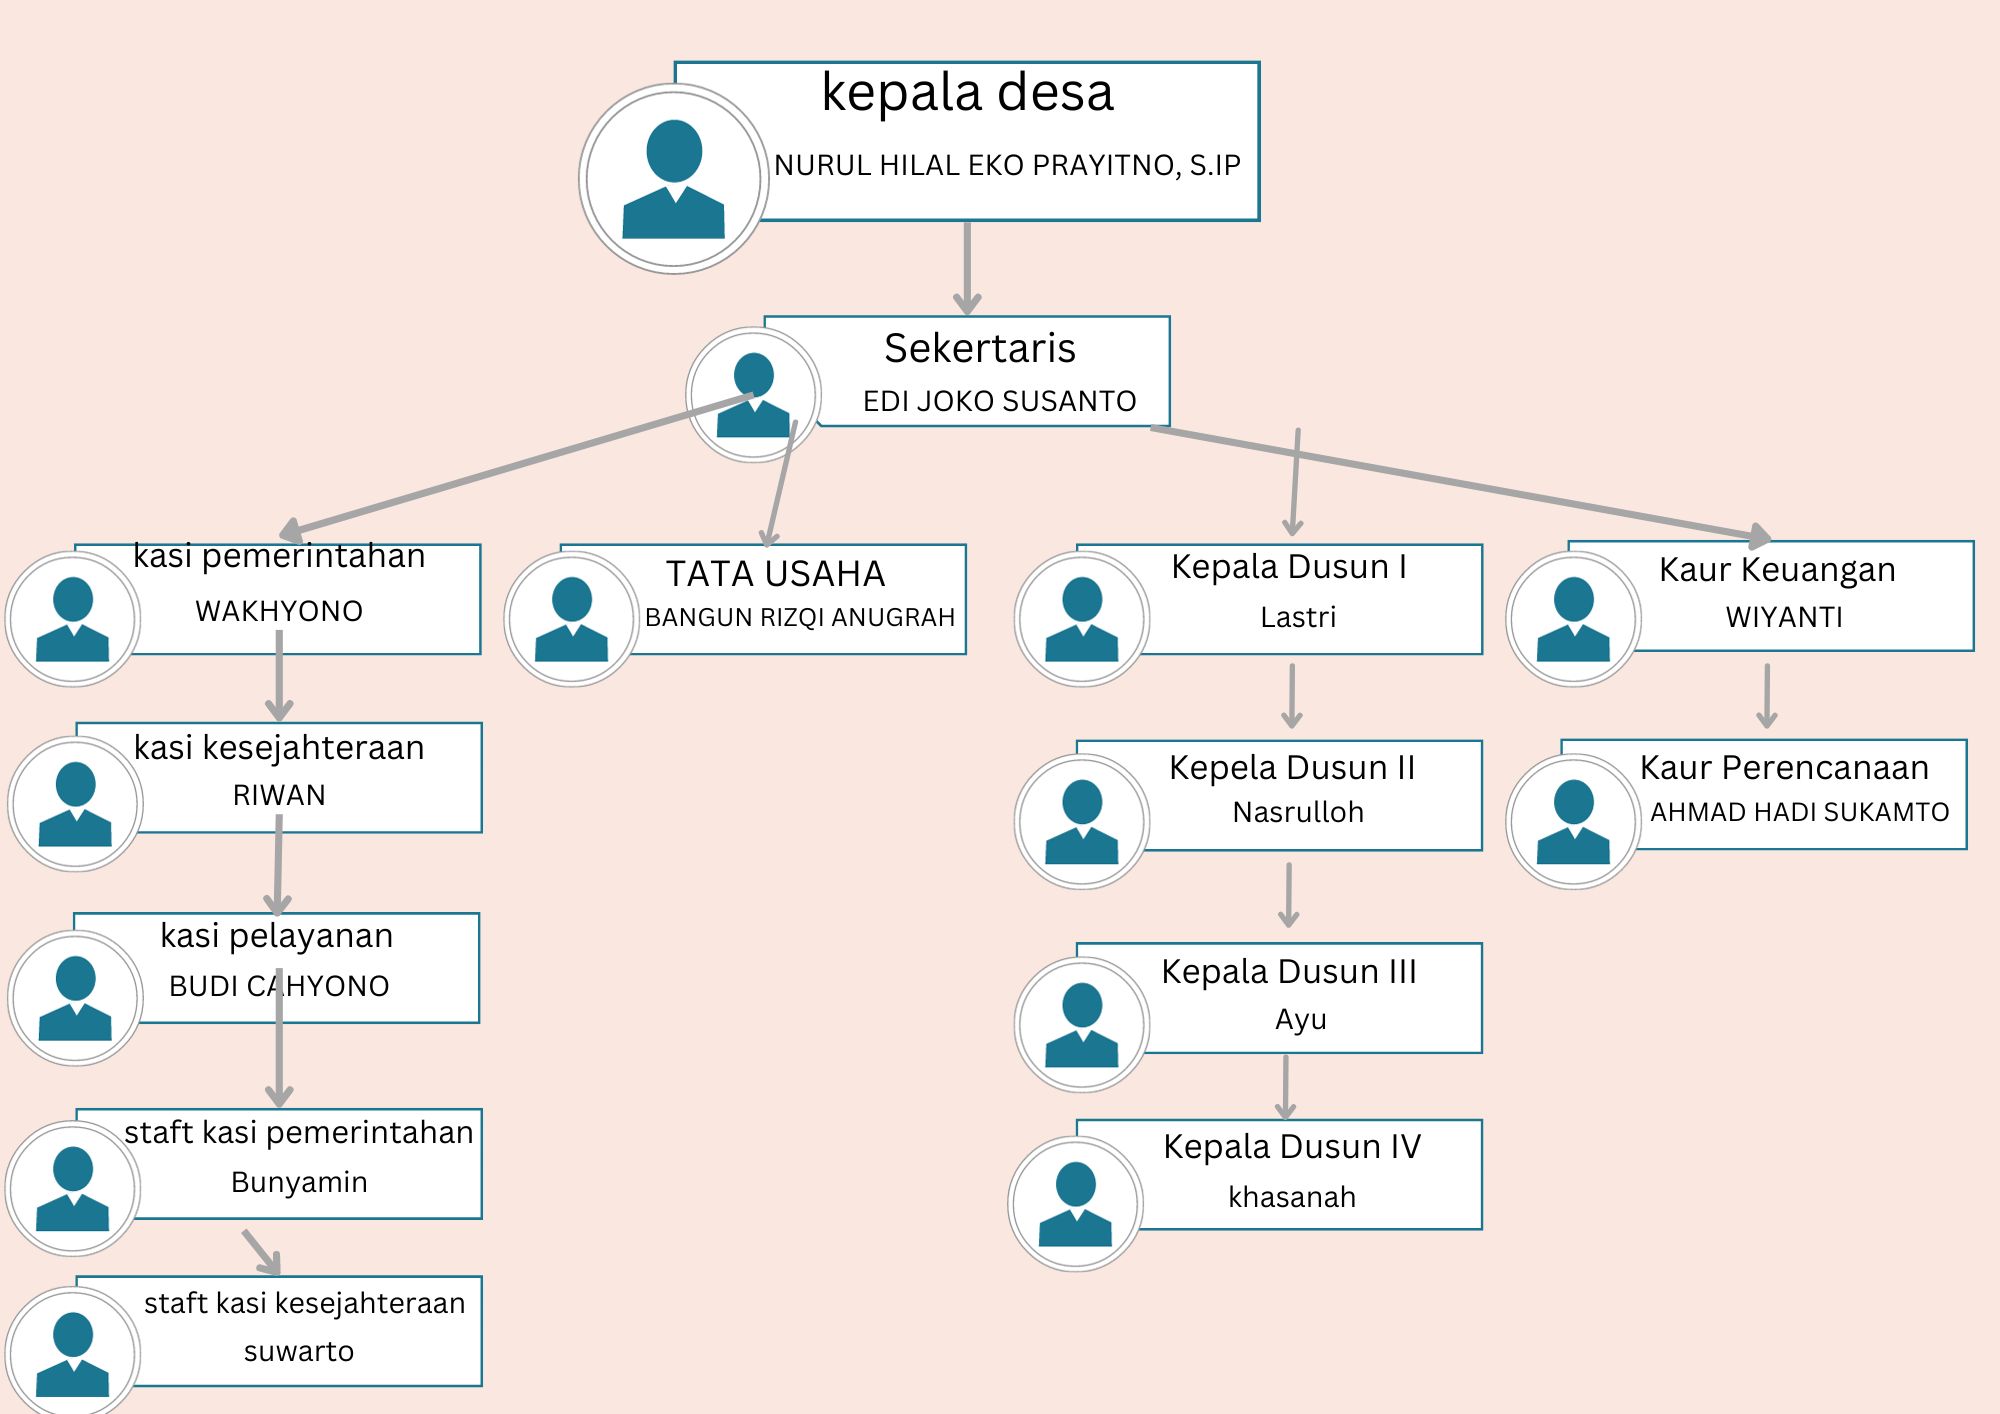 kepala desa
NURUL HILAL EKO PRAYITNO, S.IP
Sekertaris
EDI JOKO SUSANTO
kasi pemerintahan
WAKHYONO
TATA USAHA
BANGUN RIZQI ANUGRAH
Kepala Dusun I
Lastri
Kaur Keuangan
WIYANTI
kasi kesejahteraan
RIWAN
Kepela Dusun II
Nasrulloh
Kaur Perencanaan
AHMAD HADI SUKAMTO
kasi pelayanan
BUDI CAHYONO
Kepala Dusun III
Ayu
staft kasi pemerintahan
Bunyamin
Kepala Dusun IV
khasanah
staft kasi kesejahteraan
suwarto